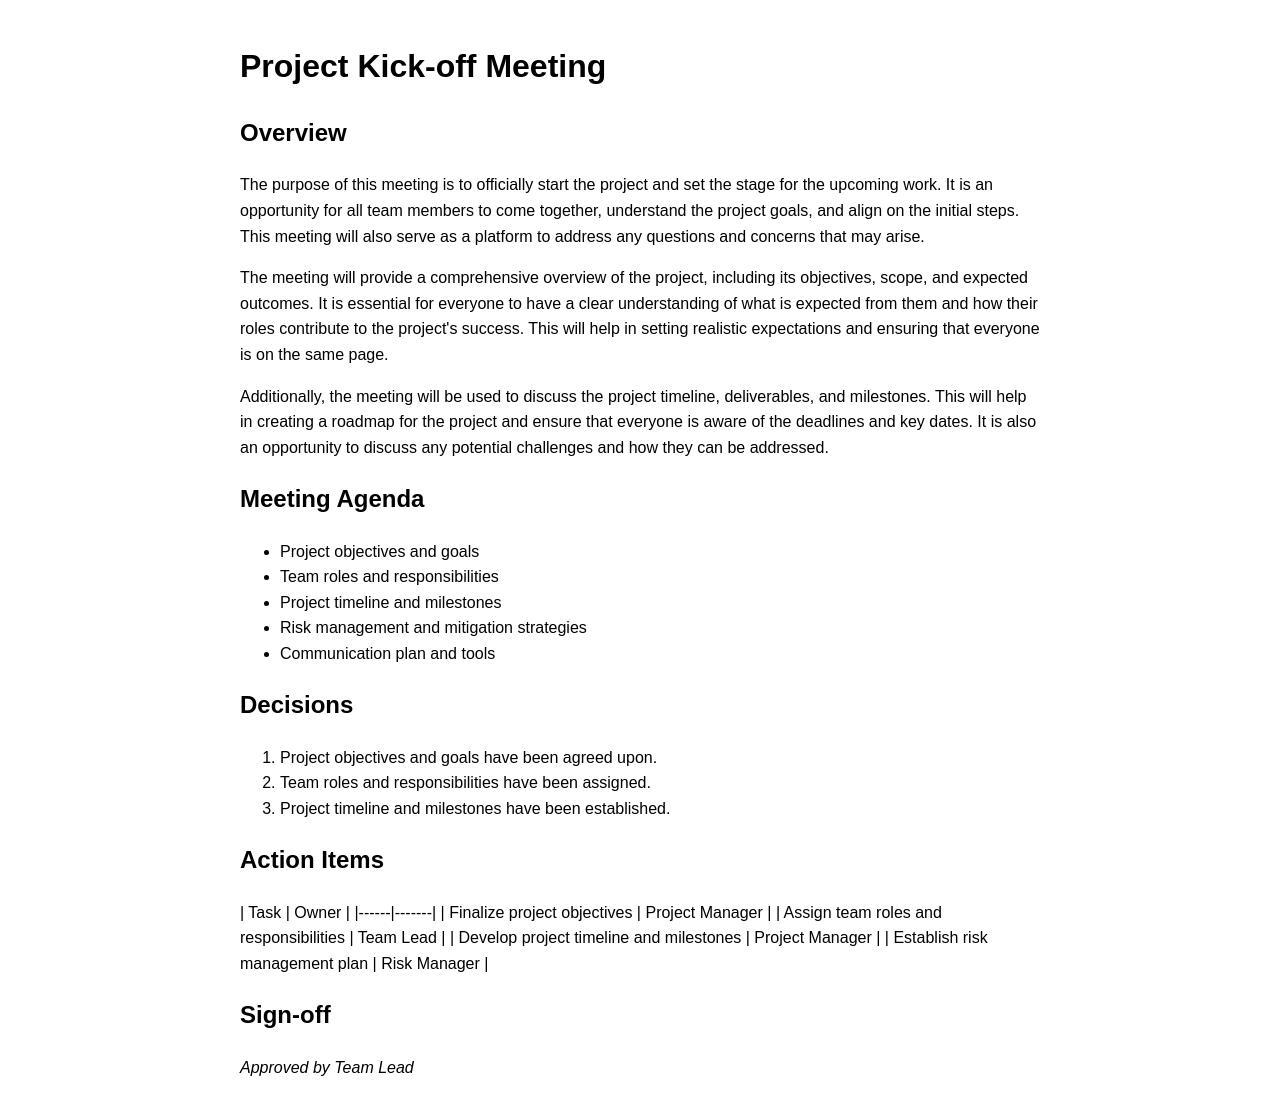 Project Kick-off Meeting
Overview
The purpose of this meeting is to officially start the project and set the stage for the upcoming work. It is an
opportunity for all team members to come together, understand the project goals, and align on the initial steps.
This meeting will also serve as a platform to address any questions and concerns that may arise.
The meeting will provide a comprehensive overview of the project, including its objectives, scope, and expected
outcomes. It is essential for everyone to have a clear understanding of what is expected from them and how their
roles contribute to the project's success. This will help in setting realistic expectations and ensuring that everyone
is on the same page.
Additionally, the meeting will be used to discuss the project timeline, deliverables, and milestones. This will help
in creating a roadmap for the project and ensure that everyone is aware of the deadlines and key dates. It is also
an opportunity to discuss any potential challenges and how they can be addressed.
Meeting Agenda
• Project objectives and goals
• Team roles and responsibilities
• Project timeline and milestones
• Risk management and mitigation strategies
• Communication plan and tools
Decisions
1. Project objectives and goals have been agreed upon.
2. Team roles and responsibilities have been assigned.
3. Project timeline and milestones have been established.
Action Items
| Task | Owner | |------|-------| | Finalize project objectives | Project Manager | | Assign team roles and
responsibilities | Team Lead | | Develop project timeline and milestones | Project Manager | | Establish risk
management plan | Risk Manager |
Sign-off
Approved by Team Lead